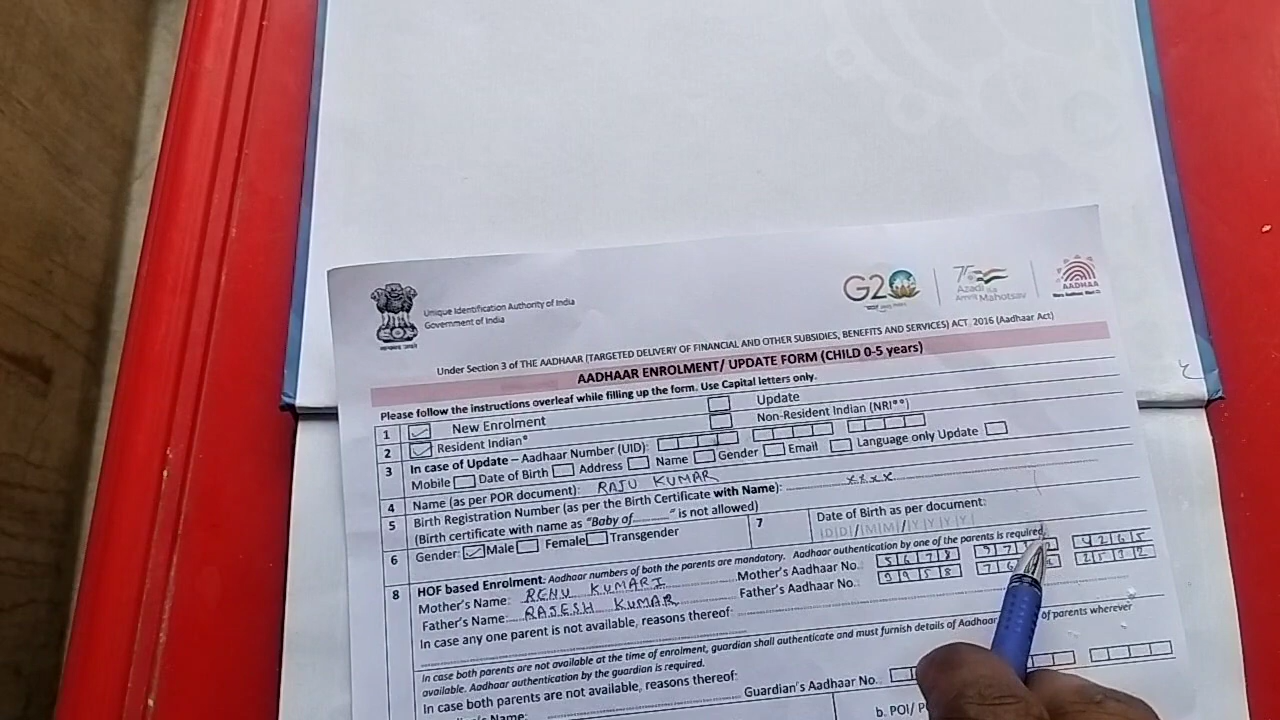 Unique Identification Authority of India
Government of India
G20
75
Azadi Ka
Amrit Mahotsav
AADHAA
Under Section 3 of THE AADHAAR (TARGETED DELIVERY OF FINANCIAL AND OTHER SUBSIDIES, BENEFITS AND SERVICES) ACT, 2016 (Aadhaar Act)
AADHAAR ENROLMENT/ UPDATE FORM (CHILD 0-5 years)
Please follow the instructions overleaf while filling up the form. Use Capital letters only.
1 New Enrolment Update
2 Resident Indian* Non-Resident Indian (NRI**)
3 In case of Update – Aadhaar Number (UID):
Mobile Date of Birth Address Name Gender Email Language only Update
4 Name (as per POR document): RAJU KUMAR
5 Birth Registration Number (as per the Birth Certificate with Name): XXXX
(Birth certificate with name as "Baby of............" is not allowed)
6 Gender: Male Female Transgender 7 Date of Birth as per document:
DD/MM/YYYY
8 HOF based Enrolment: Aadhaar numbers of both the parents are mandatory. Aadhaar authentication by one of the parents is required.
Mother's Name: RENU KUMARI Mother's Aadhaar No. 5678 4265
Father's Name: RAJESH KUMAR Father's Aadhaar No.: 9958
In case any one parent is not available, reasons thereof:
In case both parents are not available at the time of enrolment, guardian shall authenticate and must furnish details of Aadhaar of parents wherever
available. Aadhaar authentication by the guardian is required.
In case both parents are not available, reasons thereof:
Name: Guardian's Aadhaar No.
b. POI/